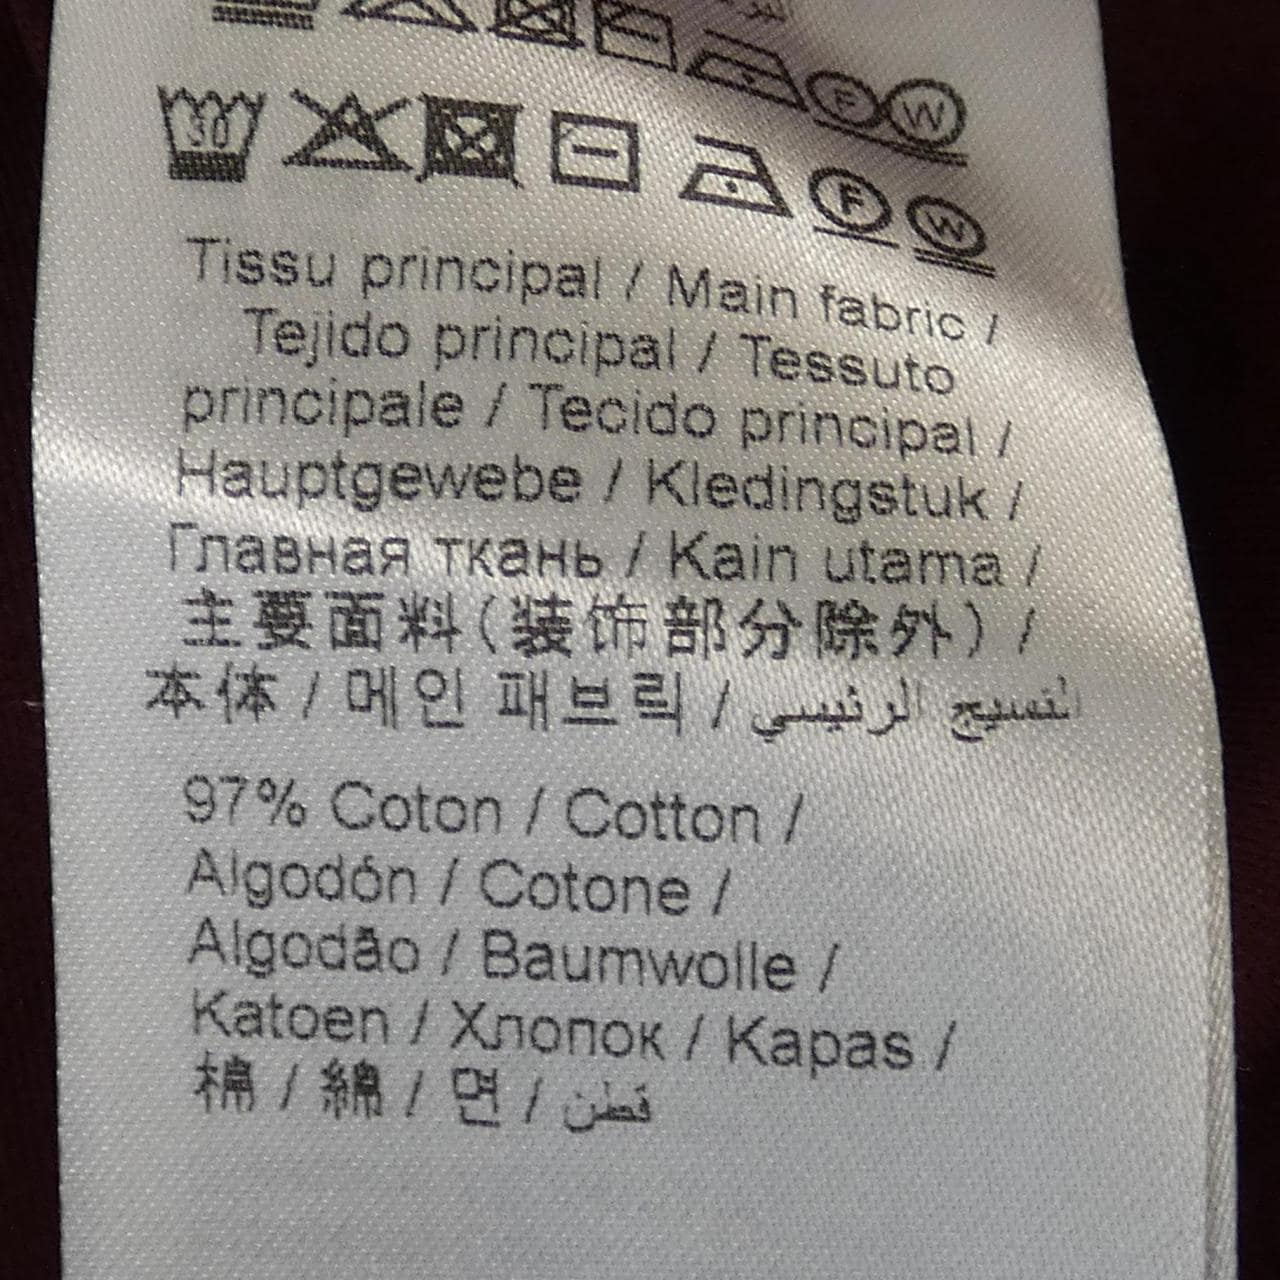 30 F W
Tissu principal / Main fabric /
Tejido principal / Tessuto
principale / Tecido principal /
Hauptgewebe / Kledingstuk /
Главная ткань / Kain utama /
主要面料(装饰部分除外) /
本体 / 메인 패브릭 / النسيج الرئيسي
97% Coton / Cotton /
Algodón / Cotone /
Algodão / Baumwolle /
Katoen / Хлопок / Kapas /
棉 / 綿 / 면 / قطن